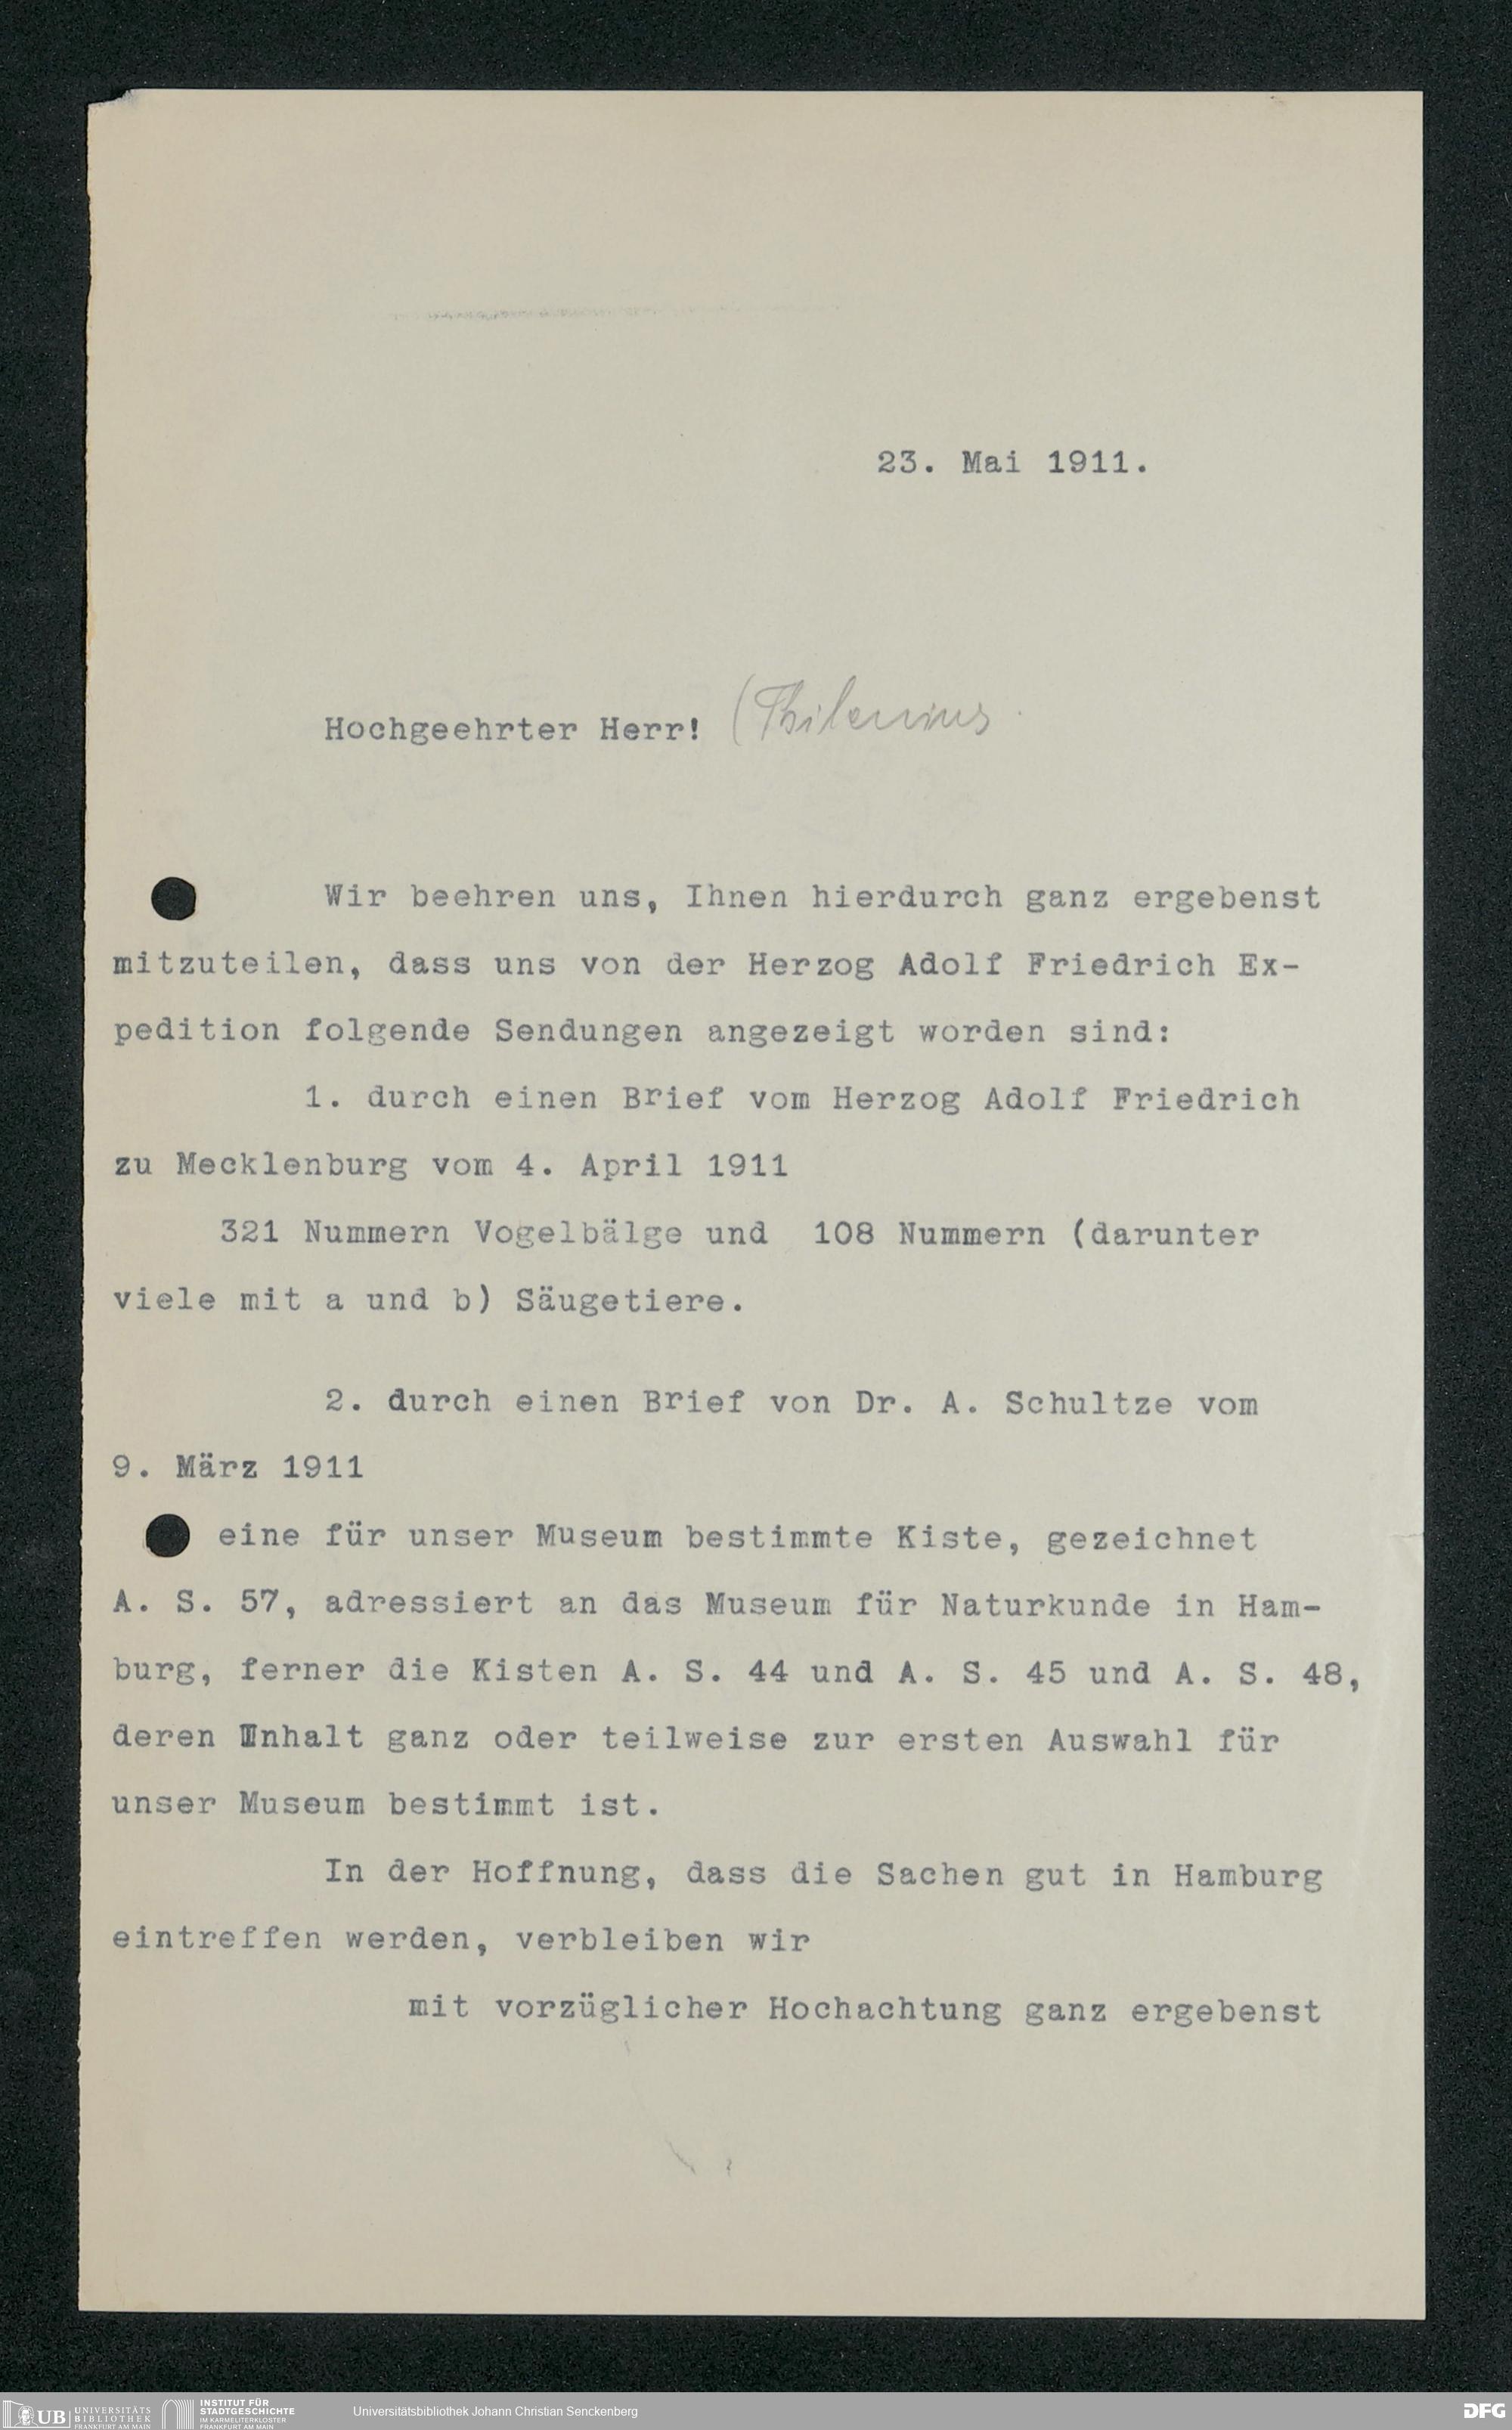 23. Mai 1911.
Hochgeehrter Herr! (Thilenius
Wir beehren uns, Ihnen hierdurch ganz ergebenst
mitzuteilen, dass uns von der Herzog Adolf Friedrich Ex-
pedition folgende Sendungen angezeigt worden sind:
1. durch einen Brief vom Herzog Adolf Friedrich
zu Mecklenburg vom 4. April 1911
321 Nummern Vogelbälge und 108 Nummern (darunter
viele mit a und b) Säugetiere.
2. durch einen Brief von Dr. A. Schultze vom
9. März 1911
eine für unser Museum bestimmte Kiste, gezeichnet
A. S. 57, adressiert an das Museum für Naturkunde in Ham-
burg, ferner die Kisten A. S. 44 und A. S. 45 und A. S. 48,
deren Inhalt ganz oder teilweise zur ersten Auswahl für
unser Museum bestimmt ist.
In der Hoffnung, dass die Sachen gut in Hamburg
eintreffen werden, verbleiben wir
mit vorzüglicher Hochachtung ganz ergebenst
UB UNIVERSITÄTS
BIBLIOTHEK
FRANKFURT AM MAIN
INSTITUT FÜR
STADTGESCHICHTE
IM KARMELITERKLOSTER
FRANKFURT AM MAIN
Universitätsbibliothek Johann Christian Senckenberg
DFG